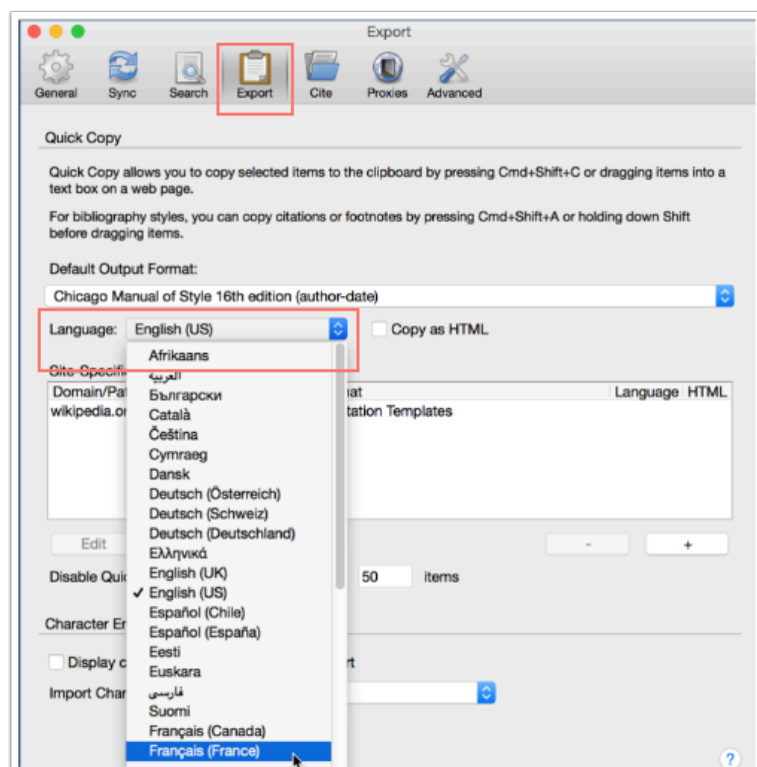 Export
General Sync Search Export Cite Proxies Advanced
Quick Copy
Quick Copy allows you to copy selected items to the clipboard by pressing Cmd+Shift+C or dragging items into a
text box on a web page.
For bibliography styles, you can copy citations or footnotes by pressing Cmd+Shift+A or holding down Shift
before dragging items.
Default Output Format:
Chicago Manual of Style 16th edition (author-date)
Language: English (US) Copy as HTML
Afrikaans
العربية
Domain/Pa Language HTML
Български
wikipedia.or tation Templates
Català
Čeština
Cymraeg
Dansk
Deutsch (Österreich)
Deutsch (Schweiz)
Deutsch (Deutschland)
Edit - +
Ελληνικά
Disable Quic 50 items
English (UK)
✓ English (US)
Español (Chile)
Character Er
Español (España)
Eesti
Display c rt
Euskara
Import Char
فارسی
Suomi
Français (Canada)
Français (France)
?